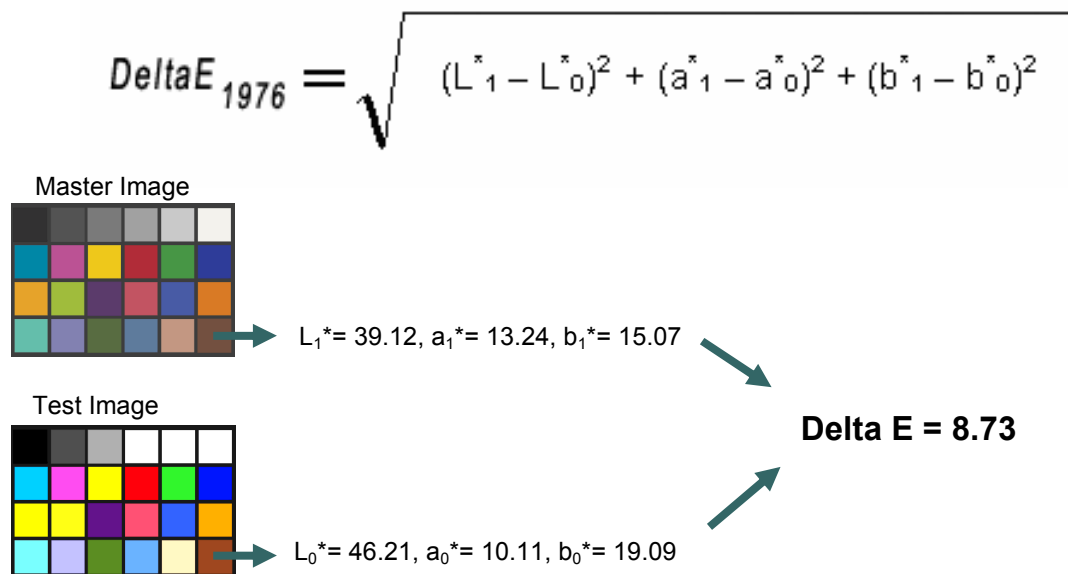 DeltaE₁₉₇₆ = √ (L*₁ – L*₀)² + (a*₁ – a*₀)² + (b*₁ – b*₀)²
Master Image
L₁*= 39.12, a₁*= 13.24, b₁*= 15.07
Test Image
Delta E = 8.73
L₀*= 46.21, a₀*= 10.11, b₀*= 19.09